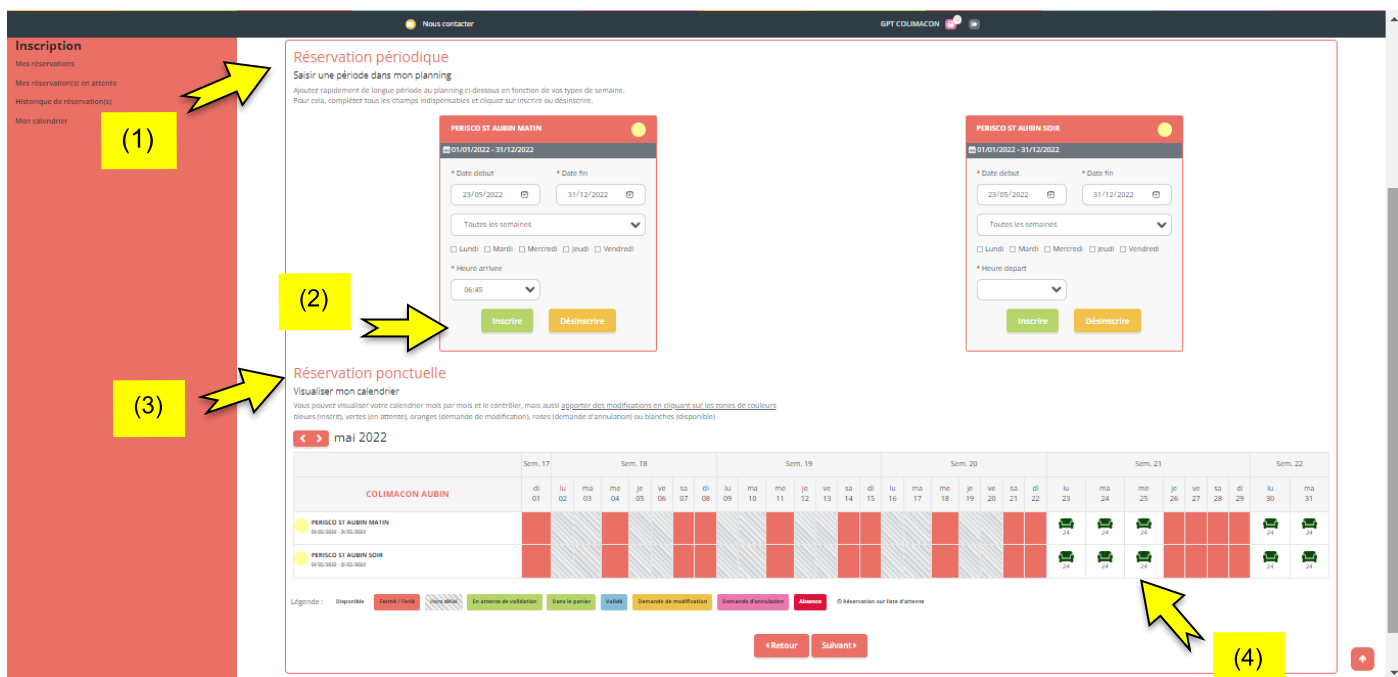 Nous contacter
GPT COLIMACON 0
Inscription
Mes réservations
Mes réservation(s) en attente
Historique de réservation(s)
Mon calendrier
(1)
Réservation périodique
Saisir une période dans mon planning
Ajoutez rapidement de longue période au planning ci-dessous en fonction de vos types de semaine.
Pour cela, complétez tous les champs indispensables et cliquez sur inscrire ou désinscrire.
PERISCO ST AUBIN MATIN
01/01/2022 - 31/12/2022
* Date debut * Date fin
23/05/2022 31/12/2022
Toutes les semaines
Lundi Mardi Mercredi Jeudi Vendredi
* Heure arrivee
06:45
Inscrire Désinscrire
PERISCO ST AUBIN SOIR
01/01/2022 - 31/12/2022
* Date debut * Date fin
23/05/2022 31/12/2022
Toutes les semaines
Lundi Mardi Mercredi Jeudi Vendredi
* Heure depart
Inscrire Désinscrire
(2)
(3)
Réservation ponctuelle
Visualiser mon calendrier
Vous pouvez visualiser votre calendrier mois par mois et le contrôler, mais aussi apporter des modifications en cliquant sur les zones de couleurs
bleues (inscrit), vertes (en attente), oranges (demande de modification), roses (demande d'annulation) ou blanches (disponible)
mai 2022
Sem. 17 Sem. 18 Sem. 19 Sem. 20 Sem. 21 Sem. 22
COLIMACON AUBIN
di lu ma me je ve sa di lu ma me je ve sa di lu ma me je ve sa di lu ma me je ve sa di lu ma
01 02 03 04 05 06 07 08 09 10 11 12 13 14 15 16 17 18 19 20 21 22 23 24 25 26 27 28 29 30 31
PERISCO ST AUBIN MATIN
24 24 24 24 24
PERISCO ST AUBIN SOIR
24 24 24 24 24
Légende : Disponible Fermé / Férié Hors délai En attente de validation Dans le panier Validé Demande de modification Demande d'annulation Absence Réservation sur liste d'attente
Retour Suivant
(4)